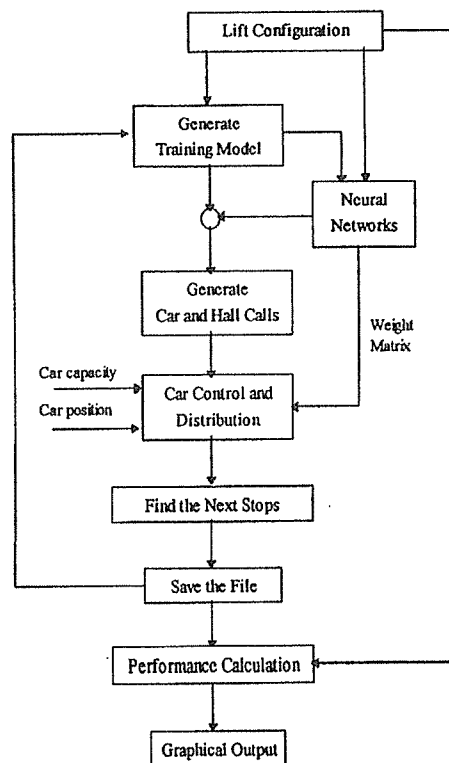 Lift Configuration
Generate
Training Model
Neural
Networks
Generate
Car and Hall Calls
Weight
Matrix
Car capacity
Car position
Car Control and
Distribution
Find the Next Stops
Save the File
Performance Calculation
Graphical Output